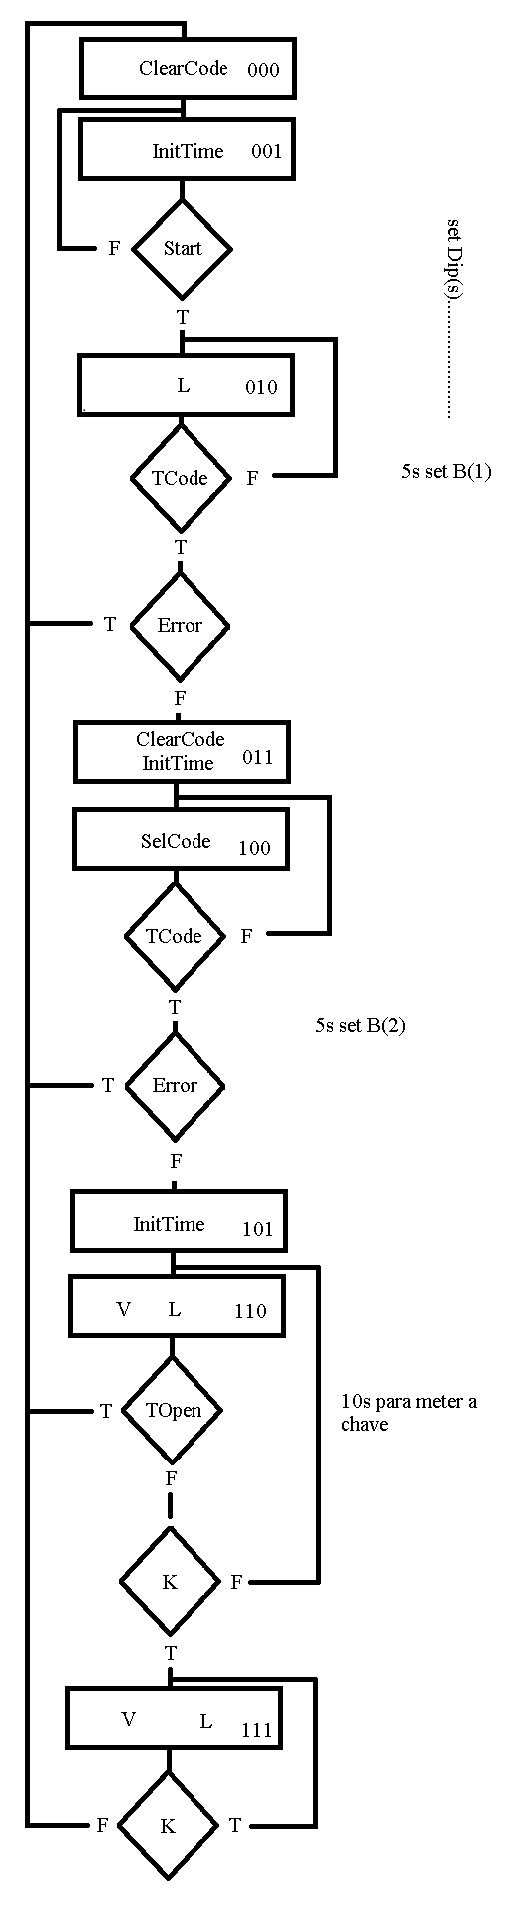 ClearCode 000
InitTime 001
F
Start
T
set Dip(s)......................
L 010
TCode
F
5s set B(1)
T
T
Error
F
ClearCode
InitTime 011
SelCode 100
TCode
F
T
5s set B(2)
T
Error
F
InitTime 101
V L 110
T
TOpen
10s para meter a
chave
F
K
F
T
V L 111
F
K
T